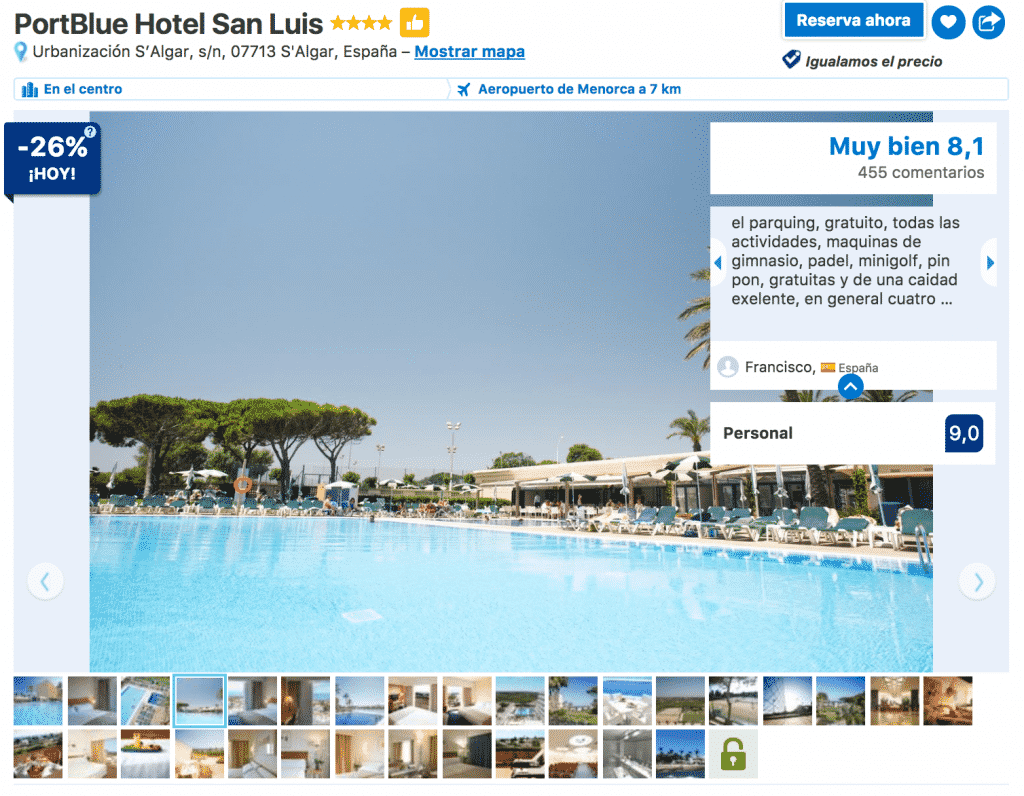 PortBlue Hotel San Luis
Reserva ahora
Urbanización S’Algar, s/n, 07713 S'Algar, España – Mostrar mapa
Igualamos el precio
En el centro
Aeropuerto de Menorca a 7 km
-26% ?
¡HOY!
Muy bien 8,1
455 comentarios
el parquing, gratuito, todas las
actividades, maquinas de
gimnasio, padel, minigolf, pin
pon, gratuitas y de una caidad
exelente, en general cuatro ...
Francisco, España
Personal 9,0